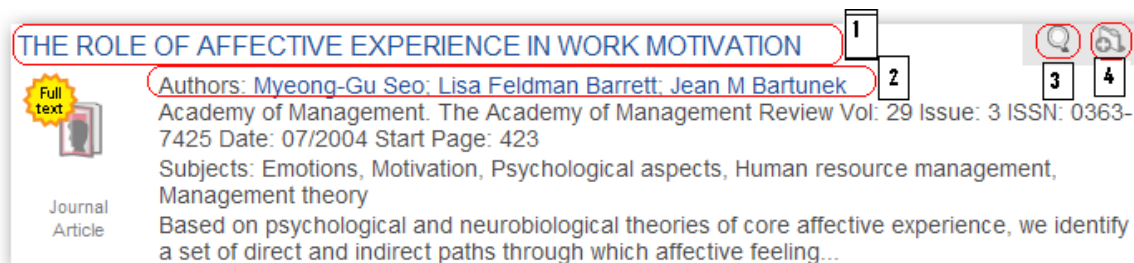 THE ROLE OF AFFECTIVE EXPERIENCE IN WORK MOTIVATION
1
3
4
Full
text
Authors: Myeong-Gu Seo; Lisa Feldman Barrett; Jean M Bartunek
2
Academy of Management. The Academy of Management Review Vol: 29 Issue: 3 ISSN: 0363-
7425 Date: 07/2004 Start Page: 423
Subjects: Emotions, Motivation, Psychological aspects, Human resource management,
Management theory
Journal
Article
Based on psychological and neurobiological theories of core affective experience, we identify
a set of direct and indirect paths through which affective feeling...